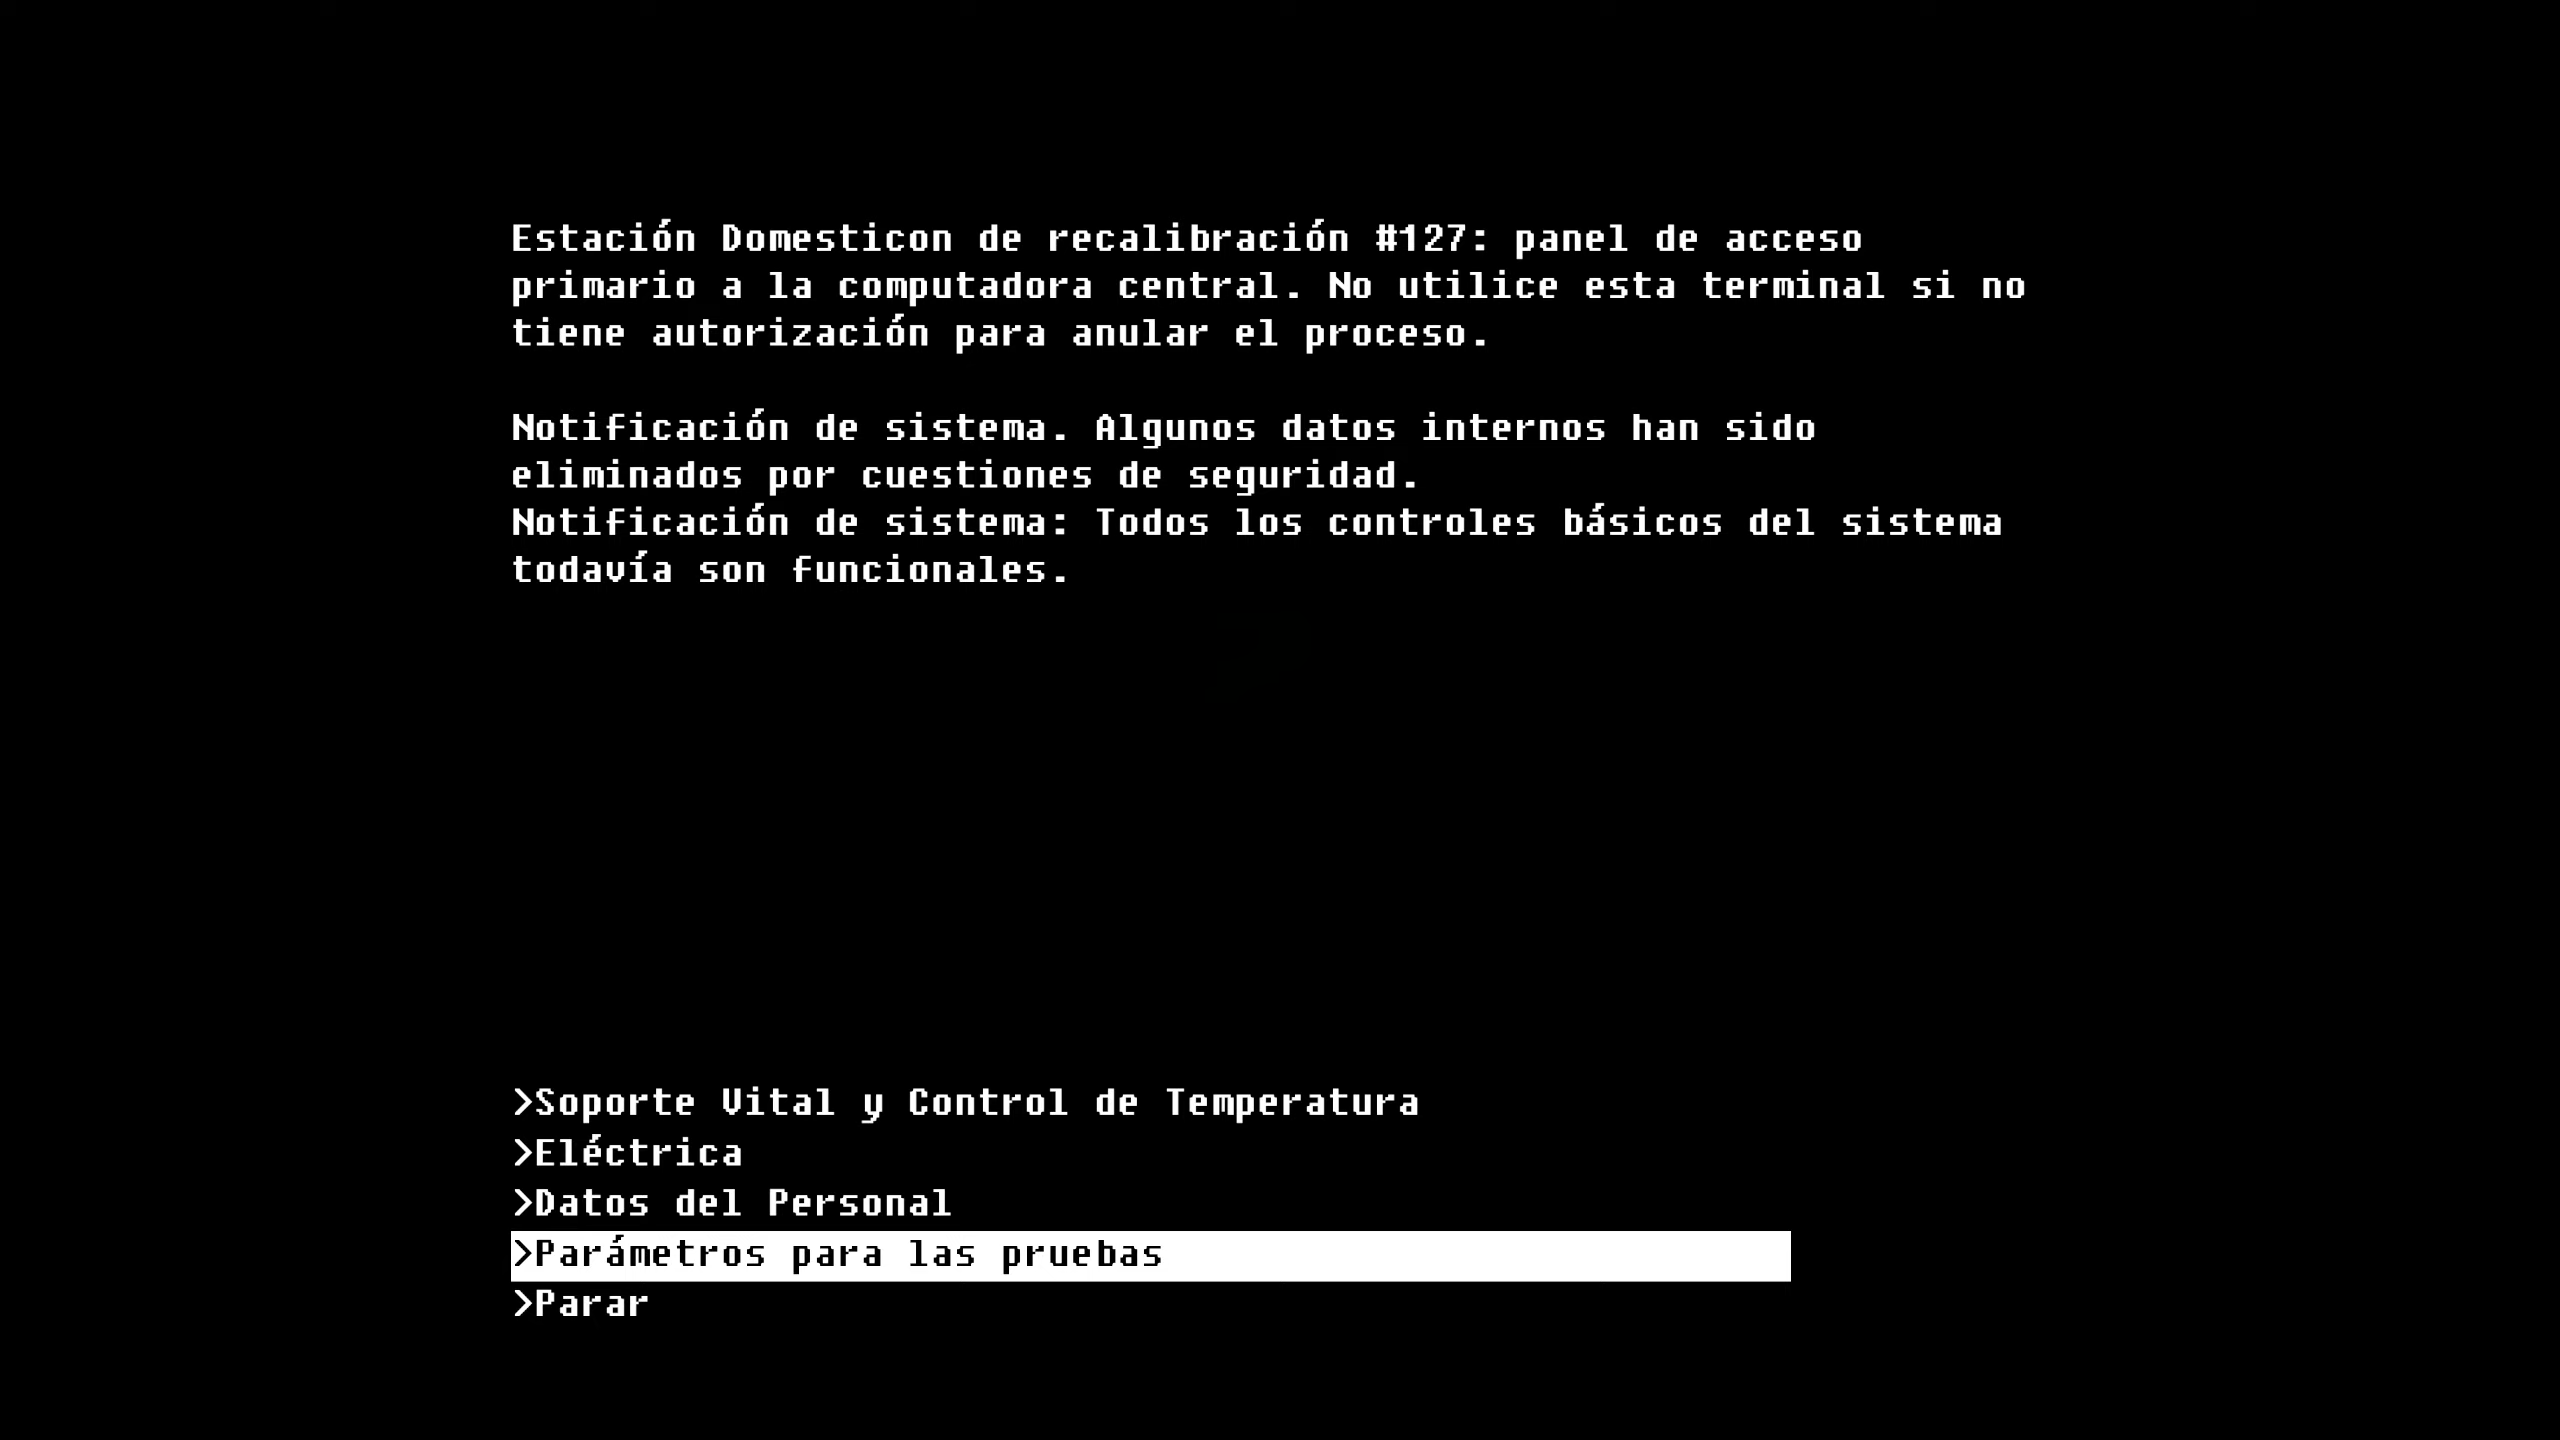 Estación Domesticon de recalibración #127: panel de acceso
primario a la computadora central. No utilice esta terminal si no
tiene autorización para anular el proceso.
Notificación de sistema. Algunos datos internos han sido
eliminados por cuestiones de seguridad.
Notificación de sistema: Todos los controles básicos del sistema
todavía son funcionales.
>Soporte Vital y Control de Temperatura
>Eléctrica
>Datos del Personal
>Parámetros para las pruebas
>Parar